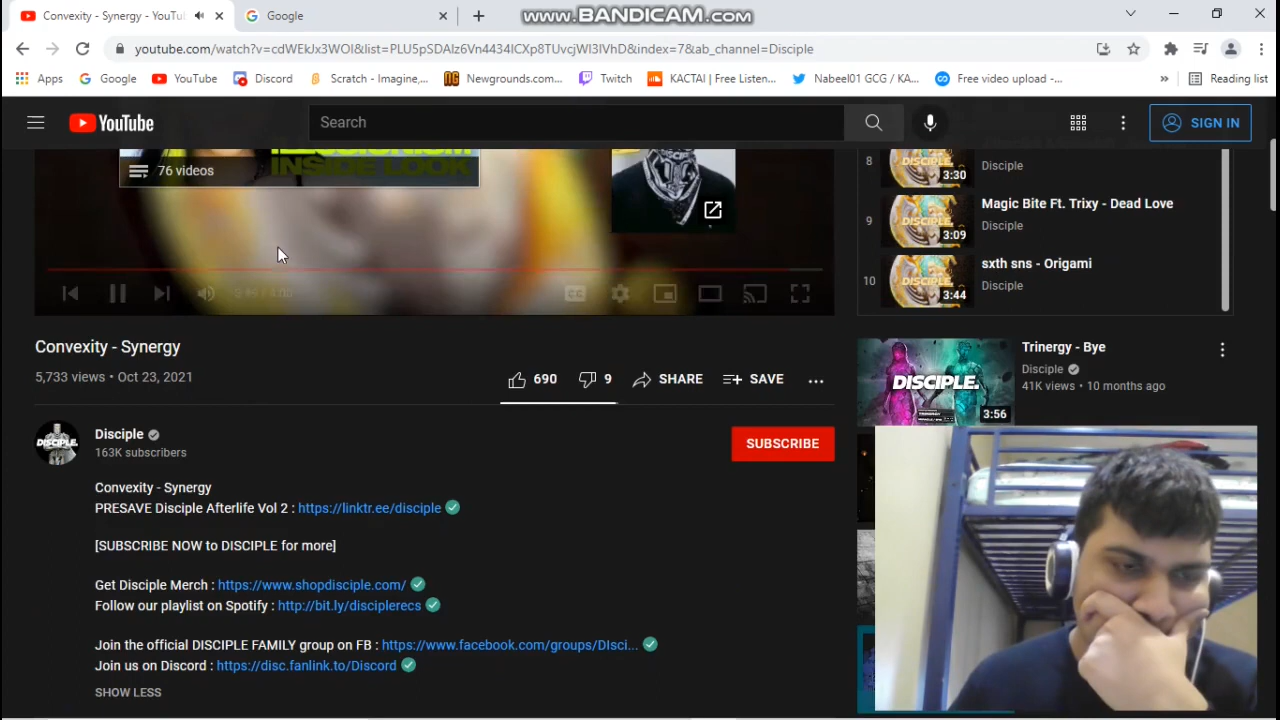 www.BANDICAM.com
Convexity - Synergy - YouTu
Google
youtube.com/watch?v=cdWEkJx3WOI&list=PLU5pSDAlz6Vn4434ICXp8TUvcjWI3IVhD&index=7&ab_channel=Disciple
Apps
Google
YouTube
Discord
Scratch - Imagine,...
Newgrounds.com...
Twitch
KACTAI | Free Listen...
Nabeel01 GCG / KA...
Free video upload -...
»
Reading list
YouTube
Search
SIGN IN
76 videos
INSIDE LOOK
CC
8
3:30
Disciple
9
3:09
Magic Bite Ft. Trixy - Dead Love
Disciple
10
3:44
sxth sns - Origami
Disciple
Convexity - Synergy
5,733 views • Oct 23, 2021
690
9
SHARE
SAVE
DISCIPLE.
3:56
Trinergy - Bye
Disciple
41K views • 10 months ago
DISCIPLE.
Disciple
163K subscribers
SUBSCRIBE
Convexity - Synergy
PRESAVE Disciple Afterlife Vol 2 : https://linktr.ee/disciple
[SUBSCRIBE NOW to DISCIPLE for more]
Get Disciple Merch : https://www.shopdisciple.com/
Follow our playlist on Spotify : http://bit.ly/disciplerecs
Join the official DISCIPLE FAMILY group on FB : https://www.facebook.com/groups/DIsci...
Join us on Discord : https://disc.fanlink.to/Discord
SHOW LESS